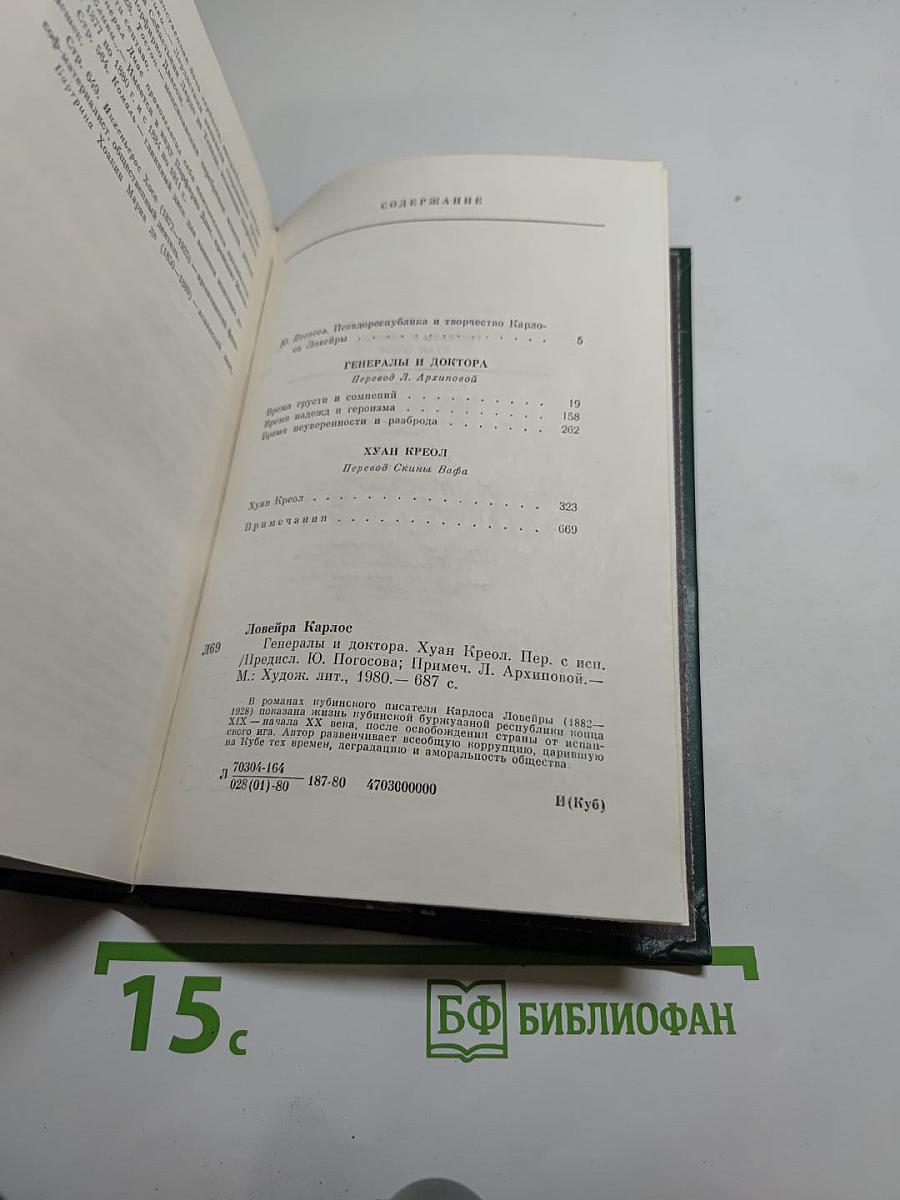 СОДЕРЖАНИЕ
Ю. Погосов. Псевдореспублика и творчество Карло-
са Ловейры . . . . . . . . . . . . . 5
ГЕНЕРАЛЫ И ДОКТОРА
Перевод Л. Архиповой
Время грусти и сомнений . . . . . . . . . . 19
Время надежд и героизма . . . . . . . . . . 158
Время неуверенности и разброда . . . . . . . 262
ХУАН КРЕОЛ
Перевод Скины Вафа
Хуан Креол . . . . . . . . . . . . . . . 323
Примечания . . . . . . . . . . . . . . 669
Ловейра Карлос
Л69 Генералы и доктора. Хуан Креол. Пер. с исп.
/Предисл. Ю. Погосова; Примеч. Л. Архиповой.—
М.: Худож. лит., 1980.— 687 с.
В романах кубинского писателя Карлоса Ловейры (1882—
1928) показана жизнь кубинской буржуазной республики конца
XIX — начала XX века, после освобождения страны от испан-
ского ига. Автор развенчивает всеобщую коррупцию, царившую
на Кубе тех времен, деградацию и аморальность общества.
Л 70304-164
028(01)-80 187-80 4703000000
И(Куб)
15 с
БФ БИБЛИОФАН